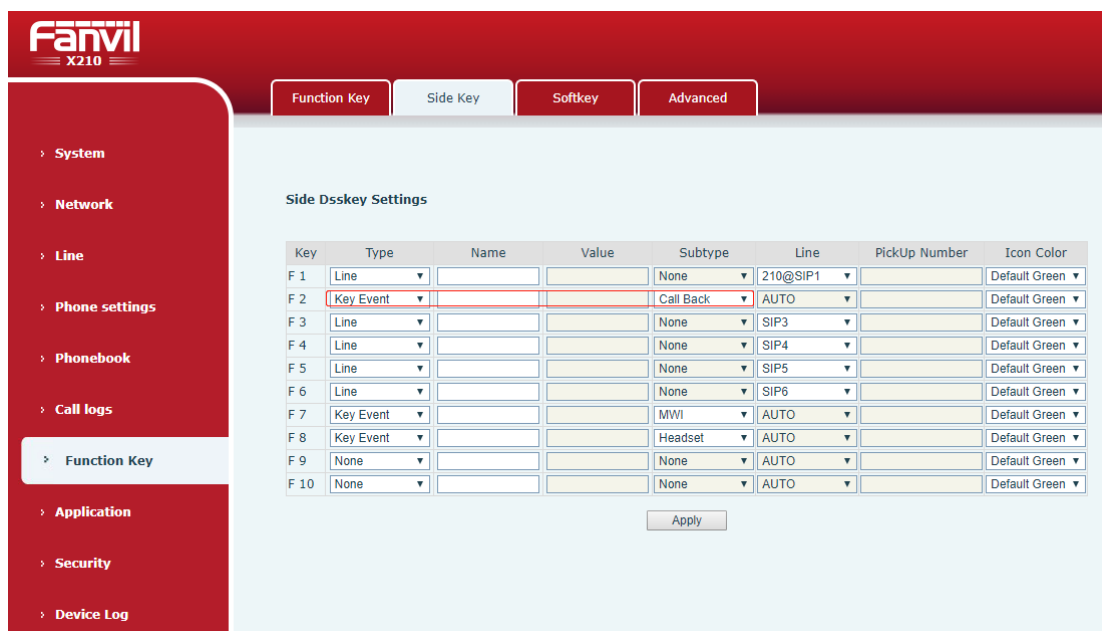 Fanvil
X210
Function Key Side Key Softkey Advanced
› System
› Network
› Line
› Phone settings
› Phonebook
› Call logs
› Function Key
› Application
› Security
› Device Log
Side Dsskey Settings
Key Type Name Value Subtype Line PickUp Number Icon Color
F 1 Line None 210@SIP1 Default Green
F 2 Key Event Call Back AUTO Default Green
F 3 Line None SIP3 Default Green
F 4 Line None SIP4 Default Green
F 5 Line None SIP5 Default Green
F 6 Line None SIP6 Default Green
F 7 Key Event MWI AUTO Default Green
F 8 Key Event Headset AUTO Default Green
F 9 None None AUTO Default Green
F 10 None None AUTO Default Green
Apply